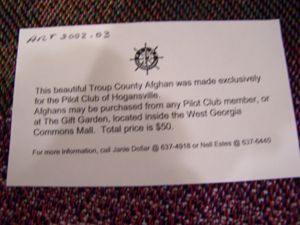 ART 2002.03
This beautiful Troup County Afghan was made exclusively
for the Pilot Club of Hogansville.
Afghans may be purchased from any Pilot Club member, or
at The Gift Garden, located inside the West Georgia
Commons Mall. Total price is $50.
For more information, call Janie Dollar @ 637-4918 or Nell Estes @ 637-6440